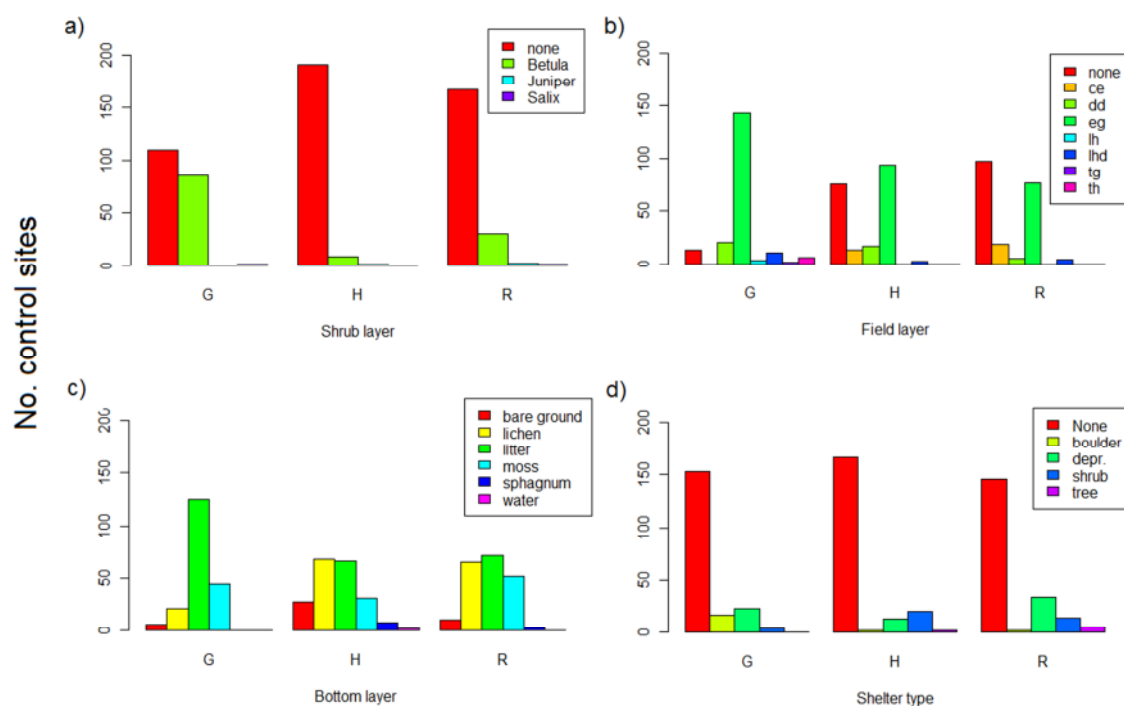 No. control sites
a)
0 50 100 150 200
none
Betula
Juniper
Salix
G H R
Shrub layer
b)
0 50 100 150 200
none
ce
dd
eg
lh
lhd
tg
th
G H R
Field layer
c)
0 50 100 150 200
bare ground
lichen
litter
moss
sphagnum
water
G H R
Bottom layer
d)
0 50 100 150 200
None
boulder
depr.
shrub
tree
G H R
Shelter type